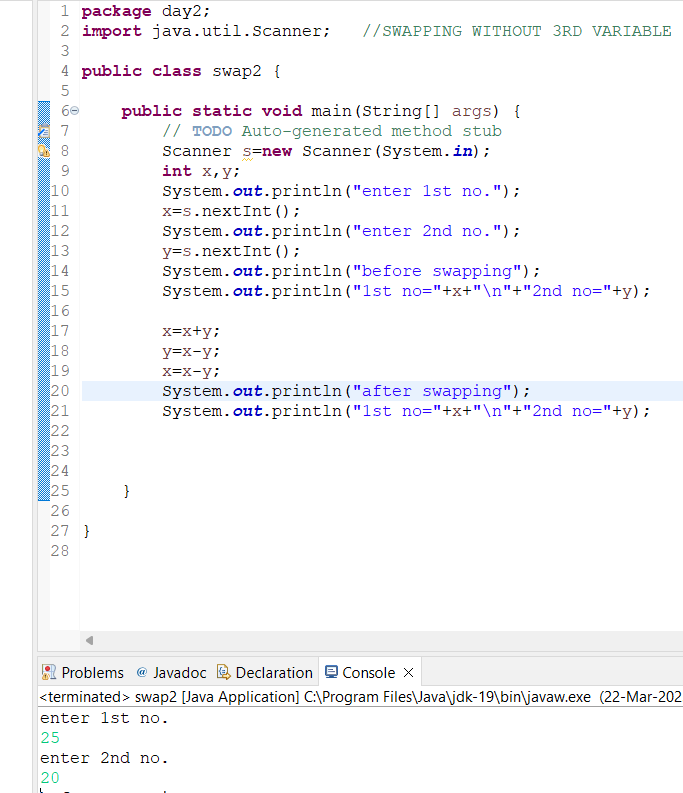 1 package day2;
2 import java.util.Scanner;   //SWAPPING WITHOUT 3RD VARIABLE
3
4 public class swap2 {
5
6     public static void main(String[] args) {
7         // TODO Auto-generated method stub
8         Scanner s=new Scanner(System.in);
9         int x,y;
10         System.out.println("enter 1st no.");
11         x=s.nextInt();
12         System.out.println("enter 2nd no.");
13         y=s.nextInt();
14         System.out.println("before swapping");
15         System.out.println("1st no="+x+"\n"+"2nd no="+y);
16
17         x=x+y;
18         y=x-y;
19         x=x-y;
20         System.out.println("after swapping");
21         System.out.println("1st no="+x+"\n"+"2nd no="+y);
22
23
24
25     }
26
27 }
28
Problems @ Javadoc Declaration Console
<terminated> swap2 [Java Application] C:\Program Files\Java\jdk-19\bin\javaw.exe (22-Mar-202
enter 1st no.
25
enter 2nd no.
20